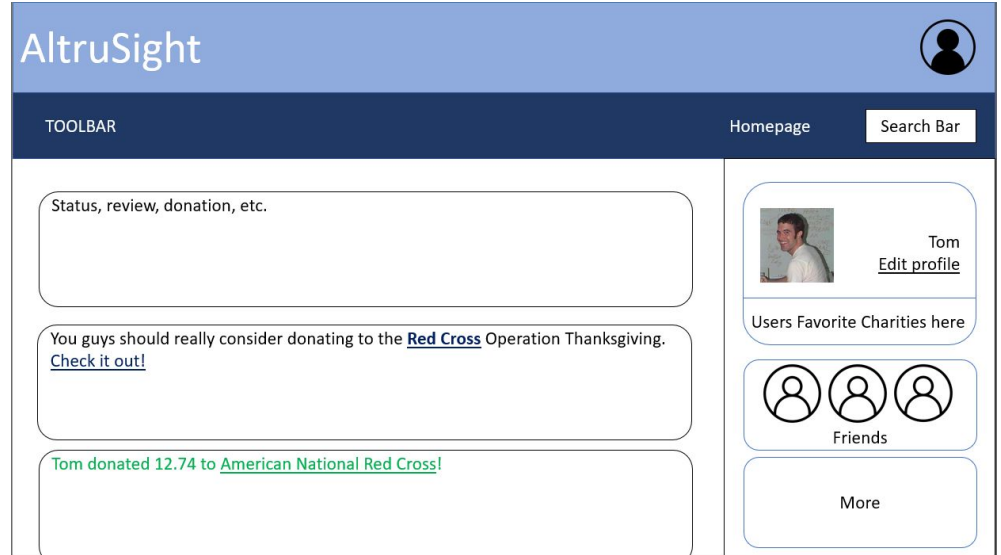 AltruSight
TOOLBAR
Homepage
Search Bar
Status, review, donation, etc.
You guys should really consider donating to the Red Cross Operation Thanksgiving.
Check it out!
Tom donated 12.74 to American National Red Cross!
Tom
Edit profile
Users Favorite Charities here
Friends
More